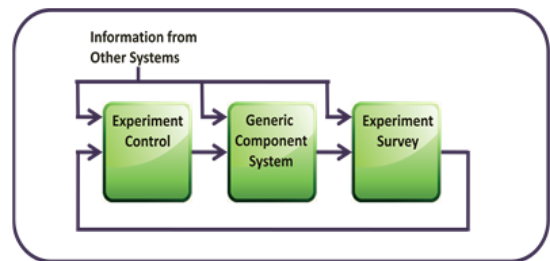 Information from
Other Systems
Experiment
Control
Generic
Component
System
Experiment
Survey